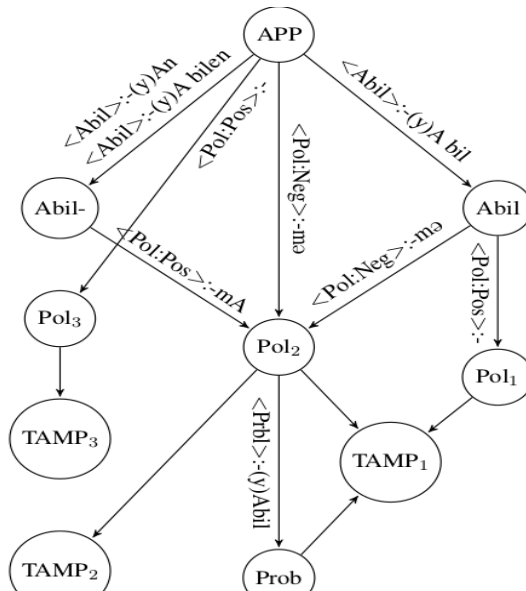 APP
<Abil>:-(y)An
<Abil>:-(y)A bilen
<Pol:Pos>:-
<Pol:Neg>:-mə
<Abil>:-(y)A bil
Abil-
Abil
<Pol:Pos>:-mA
<Pol:Neg>:-mə
<Pol:Pos>:-
Pol₃
Pol₂
Pol₁
TAMP₃
<Prbl>:-(y)Abil
TAMP₁
TAMP₂
Prob